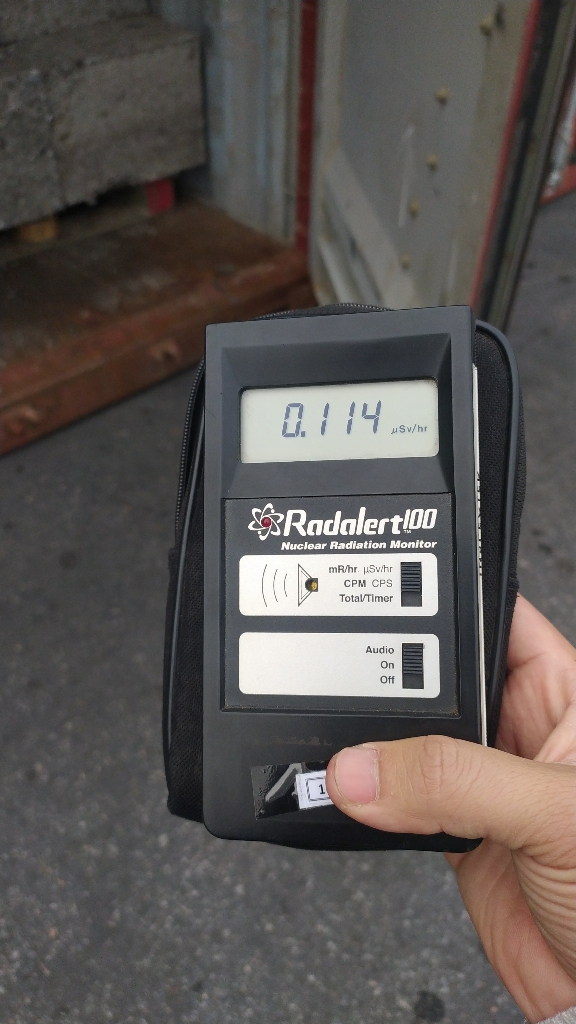 0.114 µSv/hr
Radalert100™
Nuclear Radiation Monitor
mR/hr µSv/hr
CPM CPS
Total/Timer
Audio
On
Off
1